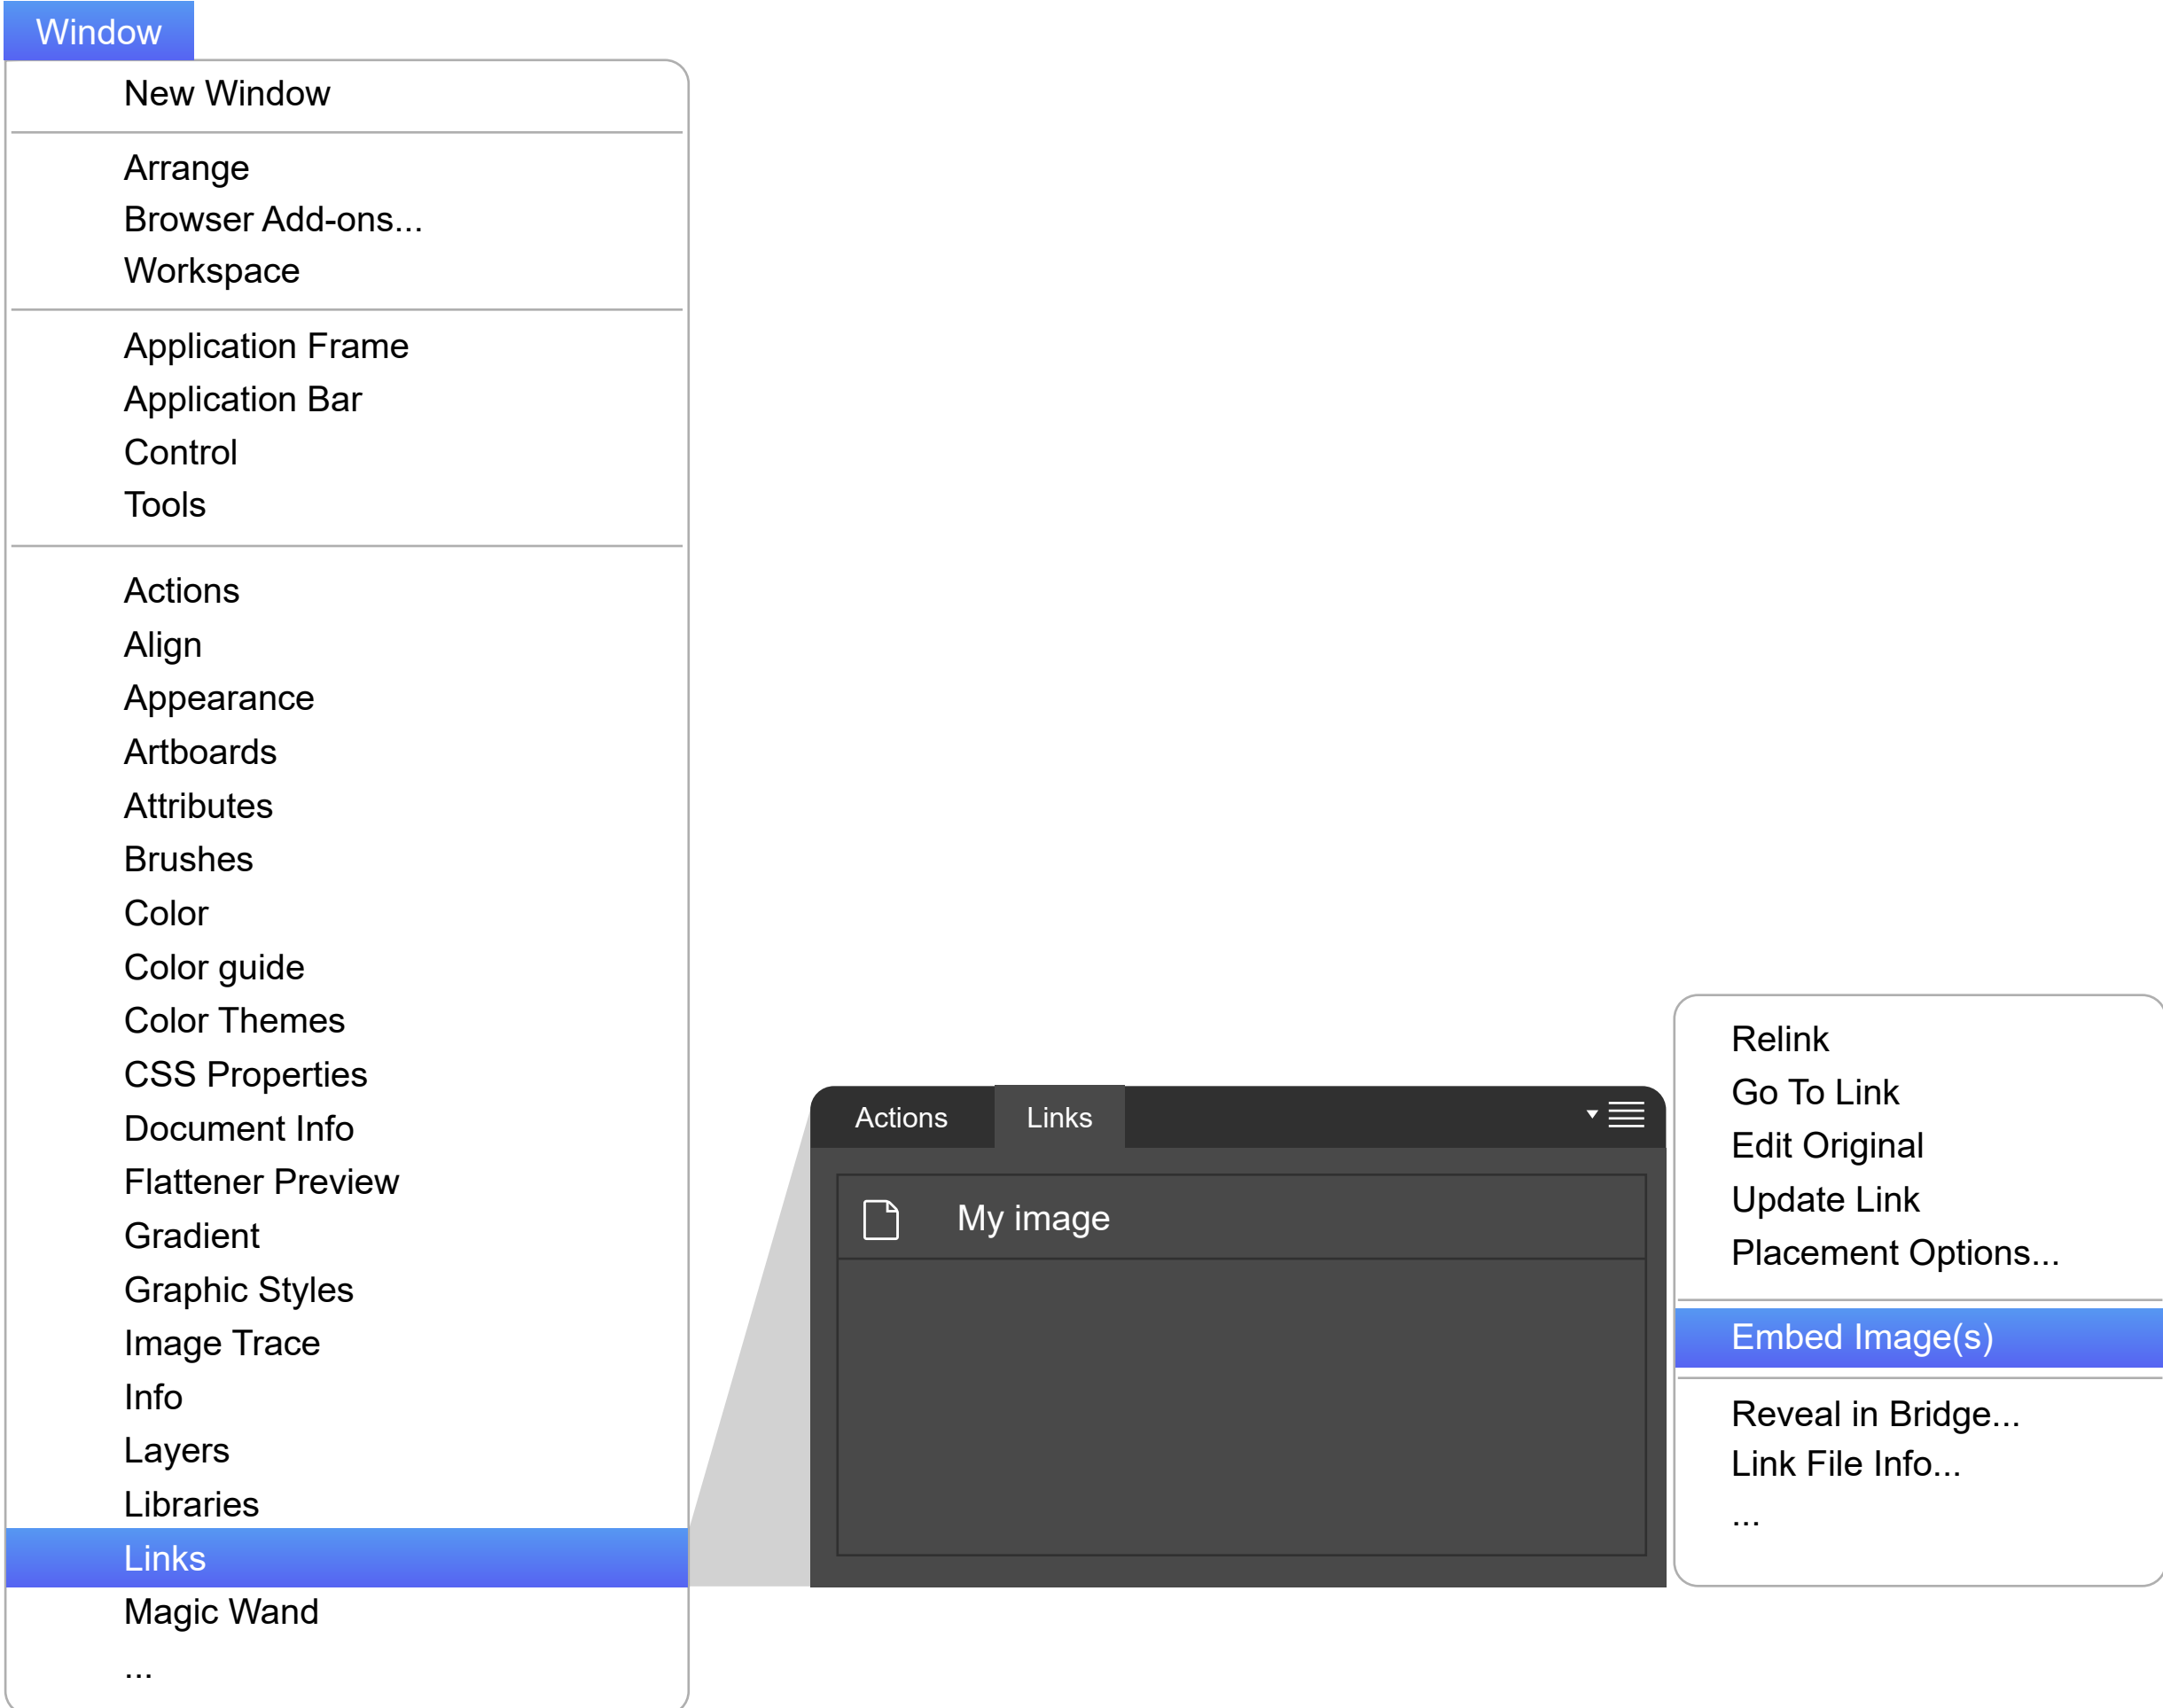 Window
New Window
Arrange
Browser Add-ons...
Workspace
Application Frame
Application Bar
Control
Tools
Actions
Align
Appearance
Artboards
Attributes
Brushes
Color
Color guide
Color Themes
CSS Properties
Document Info
Flattener Preview
Gradient
Graphic Styles
Image Trace
Info
Layers
Libraries
Links
Magic Wand
...
Actions
Links
My image
Relink
Go To Link
Edit Original
Update Link
Placement Options...
Embed Image(s)
Reveal in Bridge...
Link File Info...
...